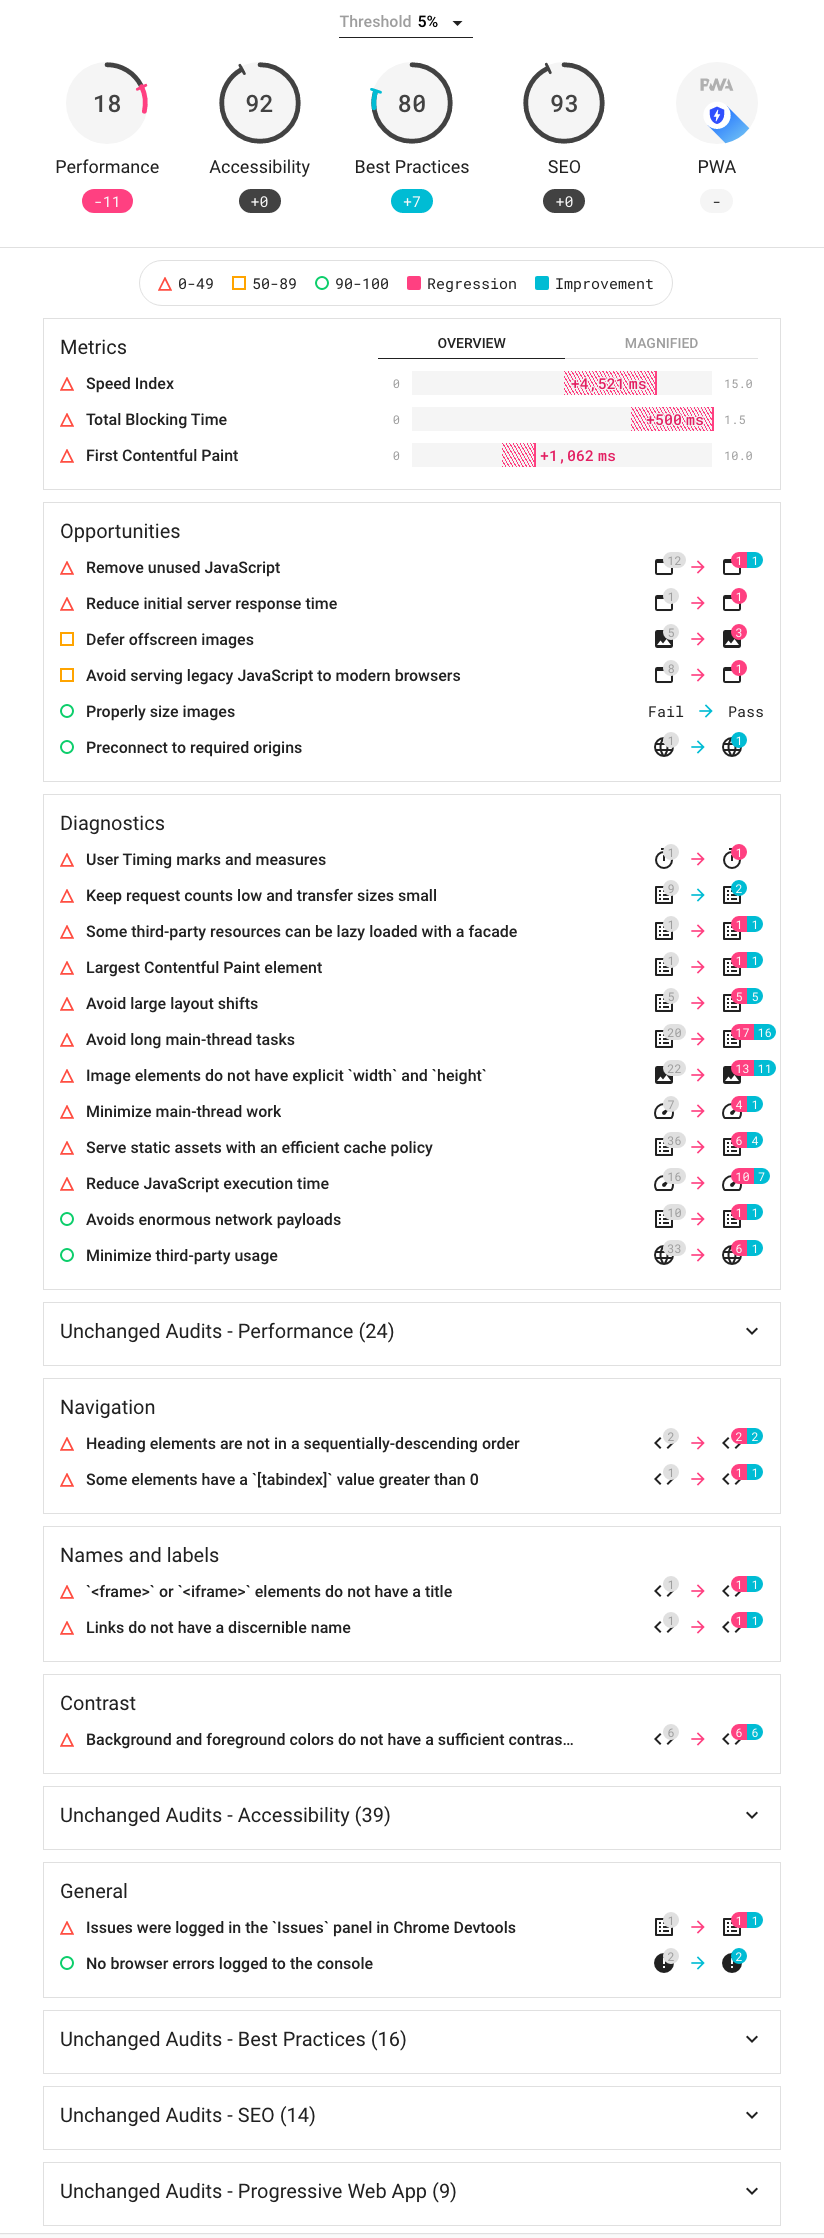 Threshold 5%
18 92 80 93 PWA
Performance Accessibility Best Practices SEO PWA
-11 +0 +7 +0 -
0-49 50-89 90-100 Regression Improvement
Metrics OVERVIEW MAGNIFIED
Speed Index 0 +4,521 ms 15.0
Total Blocking Time 0 +500 ms 1.5
First Contentful Paint 0 +1,062 ms 10.0
Opportunities
Remove unused JavaScript 12 1 1
Reduce initial server response time 1 1
Defer offscreen images 5 3
Avoid serving legacy JavaScript to modern browsers 8 1
Properly size images Fail Pass
Preconnect to required origins 1 1
Diagnostics
User Timing marks and measures 1 1
Keep request counts low and transfer sizes small 9 2
Some third-party resources can be lazy loaded with a facade 1 1 1
Largest Contentful Paint element 1 1 1
Avoid large layout shifts 5 5 5
Avoid long main-thread tasks 20 17 16
Image elements do not have explicit `width` and `height` 22 13 11
Minimize main-thread work 7 4 1
Serve static assets with an efficient cache policy 36 6 4
Reduce JavaScript execution time 16 10 7
Avoids enormous network payloads 10 1 1
Minimize third-party usage 33 6 1
Unchanged Audits - Performance (24)
Navigation
Heading elements are not in a sequentially-descending order 2 2 2
Some elements have a `[tabindex]` value greater than 0 1 1 1
Names and labels
`<frame>` or `<iframe>` elements do not have a title 1 1 1
Links do not have a discernible name 1 1 1
Contrast
Background and foreground colors do not have a sufficient contras... 6 6 6
Unchanged Audits - Accessibility (39)
General
Issues were logged in the `Issues` panel in Chrome Devtools 1 1 1
No browser errors logged to the console 2 2
Unchanged Audits - Best Practices (16)
Unchanged Audits - SEO (14)
Unchanged Audits - Progressive Web App (9)